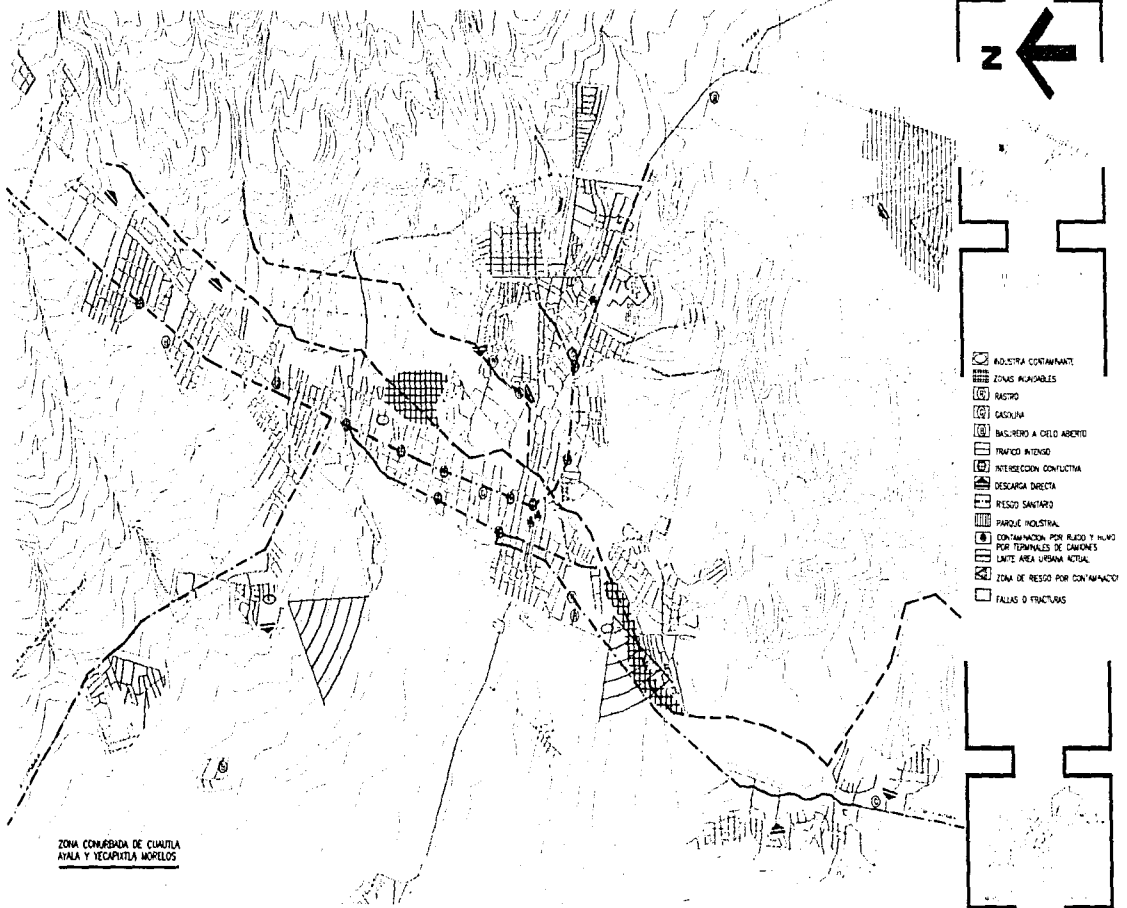 N
INDUSTRIA CONTAMINANTE
ZONAS INUNDABLES
RASTRO
GASOLINA
BASURERO A CIELO ABIERTO
TRAFICO INTENSO
INTERSECCION CONFLICTIVA
DESCARGA DIRECTA
RIESGO SANITARIO
PARQUE INDUSTRIAL
CONTAMINACION POR RUIDO Y HUMO
POR TERMINALES DE CAMIONES
LIMITE AREA URBANA ACTUAL
ZONA DE RIESGO POR CONTAMINACIO
FALLAS O FRACTURAS
ZONA CONURBADA DE CUAUTLA
AYALA Y YECAPIXTLA MORELOS